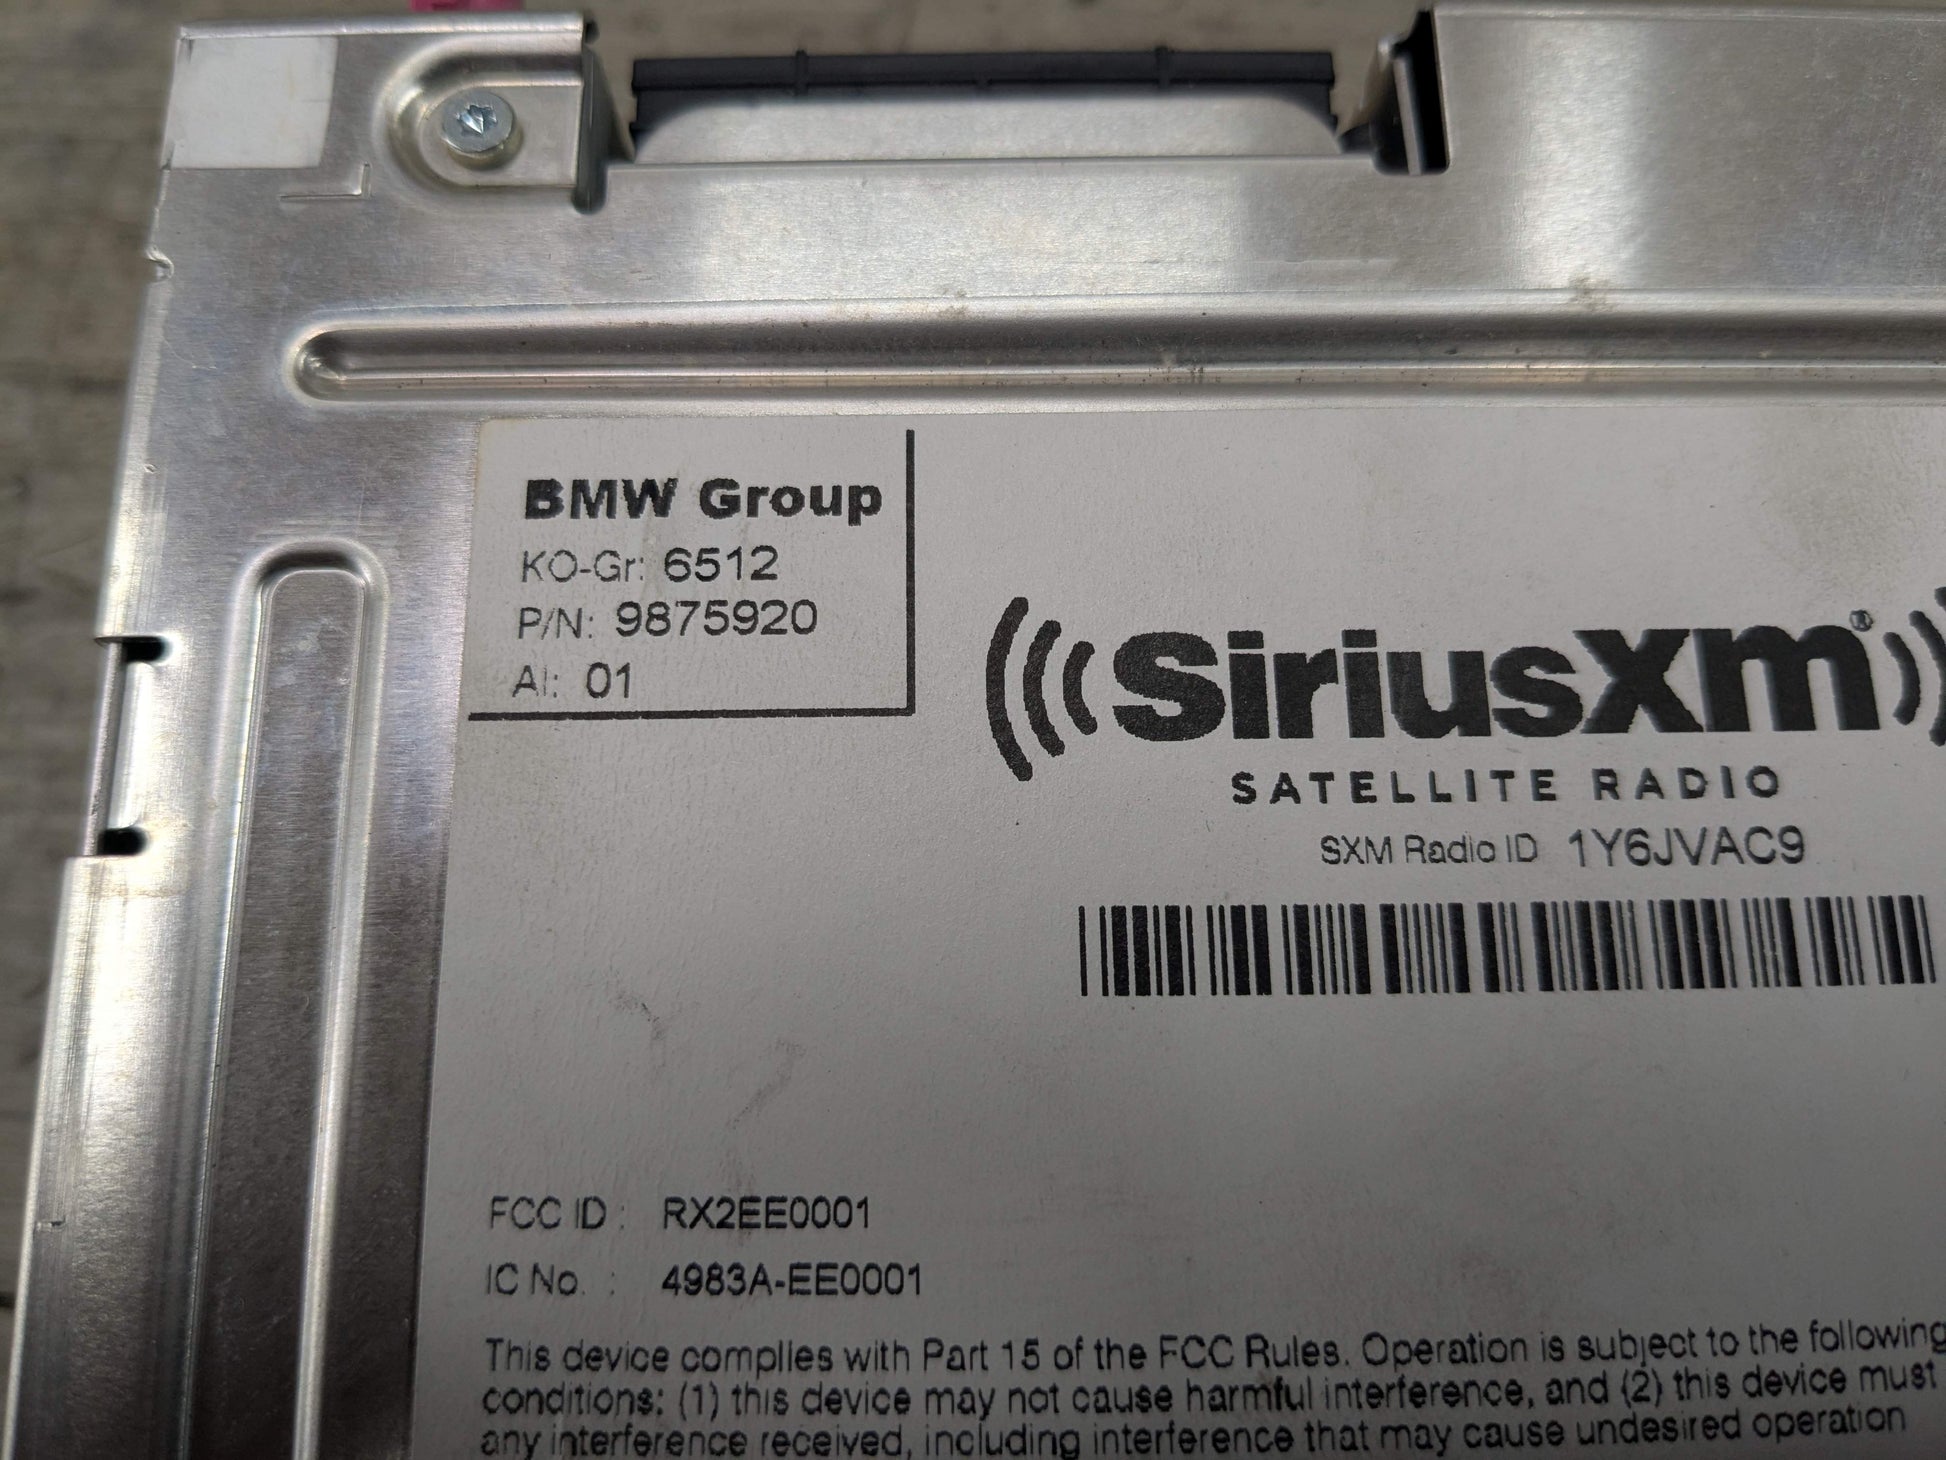 BMW Group
KO-Gr: 6512
P/N: 9875920
AI: 01
SiriusXM®
SATELLITE RADIO
SXM Radio ID 1Y6JVAC9
FCC ID : RX2EE0001
IC No. : 4983A-EE0001
This device complies with Part 15 of the FCC Rules. Operation is subject to the following
conditions: (1) this device may not cause harmful interference, and (2) this device must
any interference received, including interference that may cause undesired operation